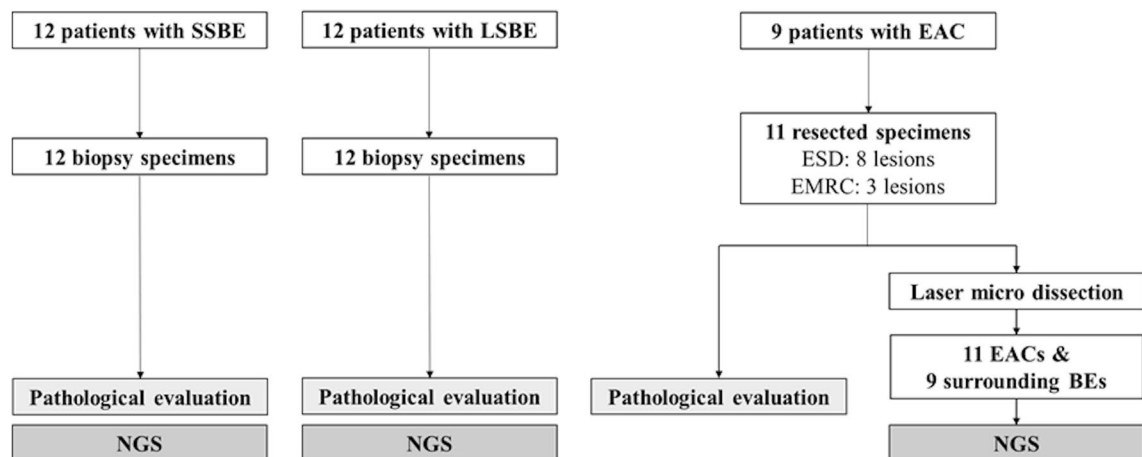 12 patients with SSBE
12 patients with LSBE
9 patients with EAC
12 biopsy specimens
12 biopsy specimens
11 resected specimens
ESD: 8 lesions
EMRC: 3 lesions
Laser micro dissection
11 EACs &
9 surrounding BEs
Pathological evaluation
Pathological evaluation
Pathological evaluation
NGS
NGS
NGS